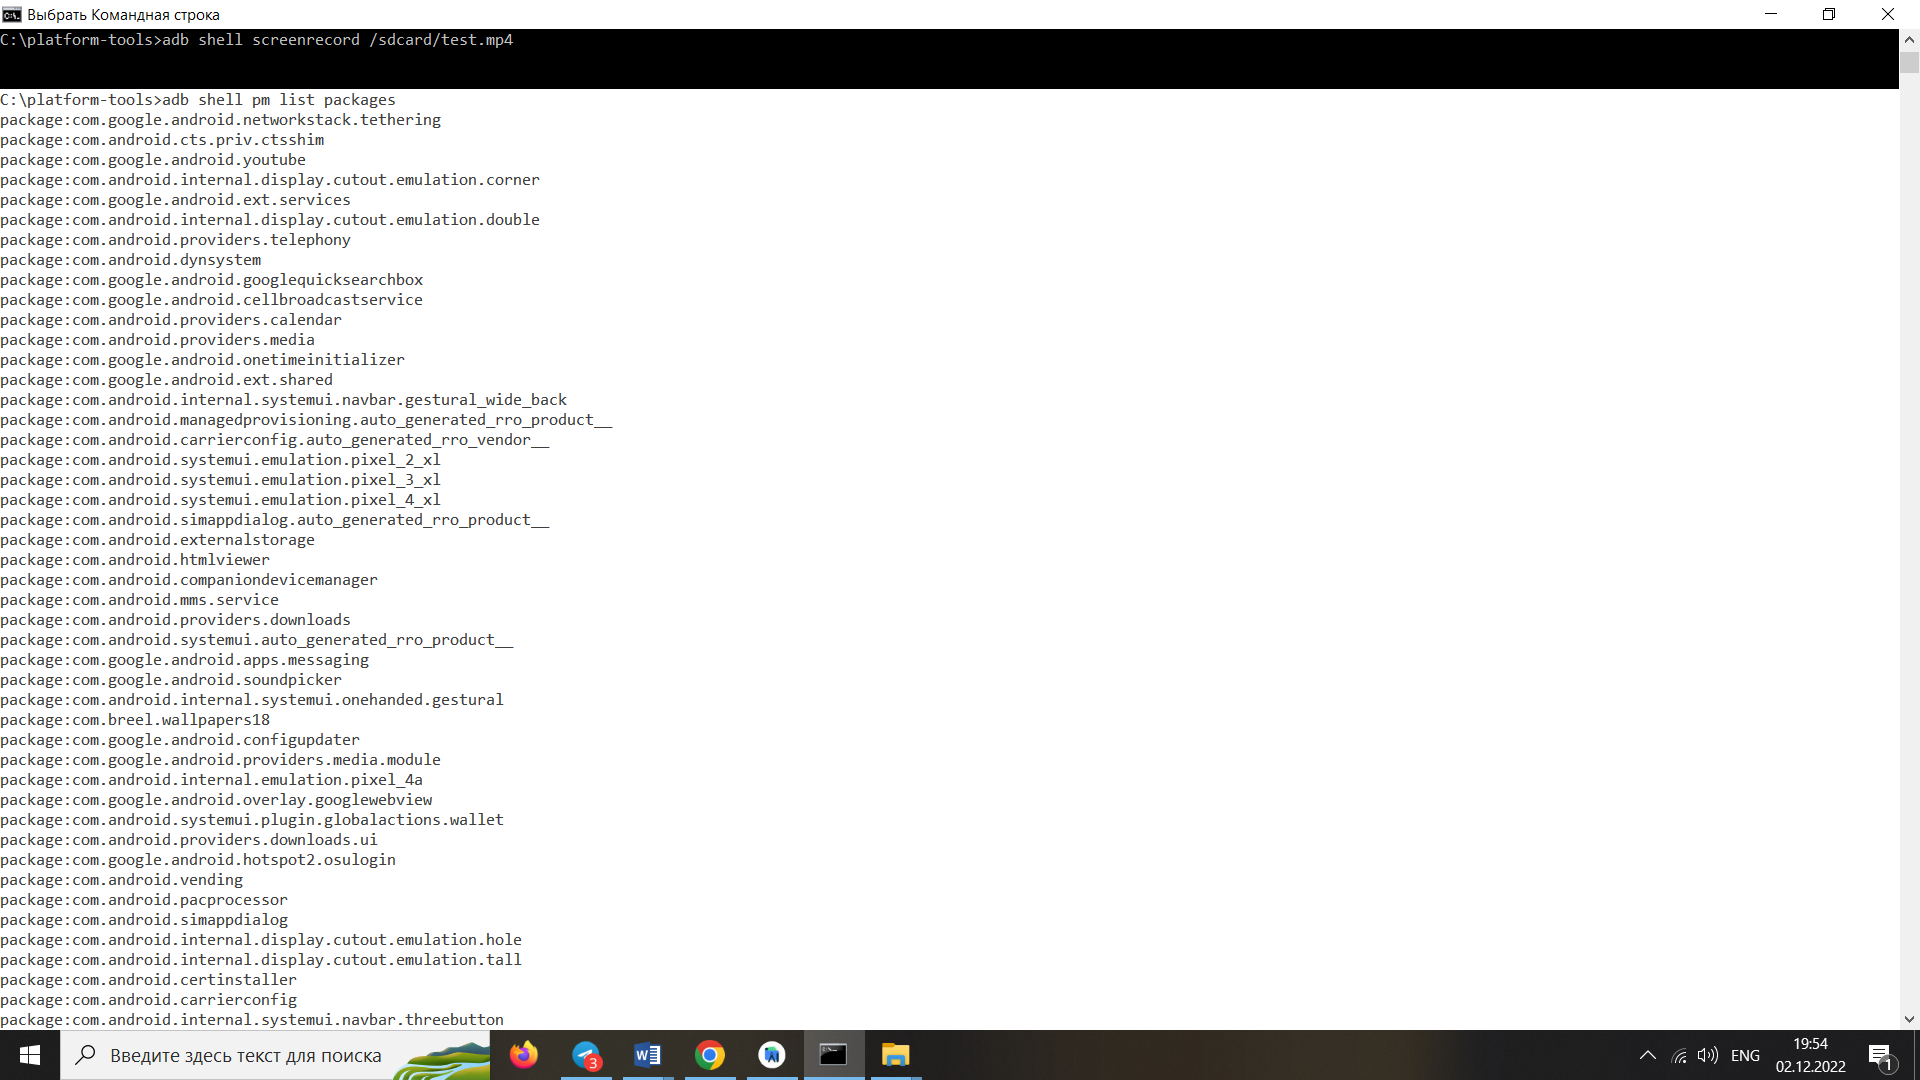 Выбрать Командная строка
C:\platform-tools>adb shell screenrecord /sdcard/test.mp4
C:\platform-tools>adb shell pm list packages
package:com.google.android.networkstack.tethering
package:com.android.cts.priv.ctsshim
package:com.google.android.youtube
package:com.android.internal.display.cutout.emulation.corner
package:com.google.android.ext.services
package:com.android.internal.display.cutout.emulation.double
package:com.android.providers.telephony
package:com.android.dynsystem
package:com.google.android.googlequicksearchbox
package:com.google.android.cellbroadcastservice
package:com.android.providers.calendar
package:com.android.providers.media
package:com.google.android.onetimeinitializer
package:com.google.android.ext.shared
package:com.android.internal.systemui.navbar.gestural_wide_back
package:com.android.managedprovisioning.auto_generated_rro_product__
package:com.android.carrierconfig.auto_generated_rro_vendor__
package:com.android.systemui.emulation.pixel_2_xl
package:com.android.systemui.emulation.pixel_3_xl
package:com.android.systemui.emulation.pixel_4_xl
package:com.android.simappdialog.auto_generated_rro_product__
package:com.android.externalstorage
package:com.android.htmlviewer
package:com.android.companiondevicemanager
package:com.android.mms.service
package:com.android.providers.downloads
package:com.android.systemui.auto_generated_rro_product__
package:com.google.android.apps.messaging
package:com.google.android.soundpicker
package:com.android.internal.systemui.onehanded.gestural
package:com.breel.wallpapers18
package:com.google.android.configupdater
package:com.google.android.providers.media.module
package:com.android.internal.emulation.pixel_4a
package:com.google.android.overlay.googlewebview
package:com.android.systemui.plugin.globalactions.wallet
package:com.android.providers.downloads.ui
package:com.google.android.hotspot2.osulogin
package:com.android.vending
package:com.android.pacprocessor
package:com.android.simappdialog
package:com.android.internal.display.cutout.emulation.hole
package:com.android.internal.display.cutout.emulation.tall
package:com.android.certinstaller
package:com.android.carrierconfig
package:com.android.internal.systemui.navbar.threebutton
Введите здесь текст для поиска
3
ENG
19:54
02.12.2022
1